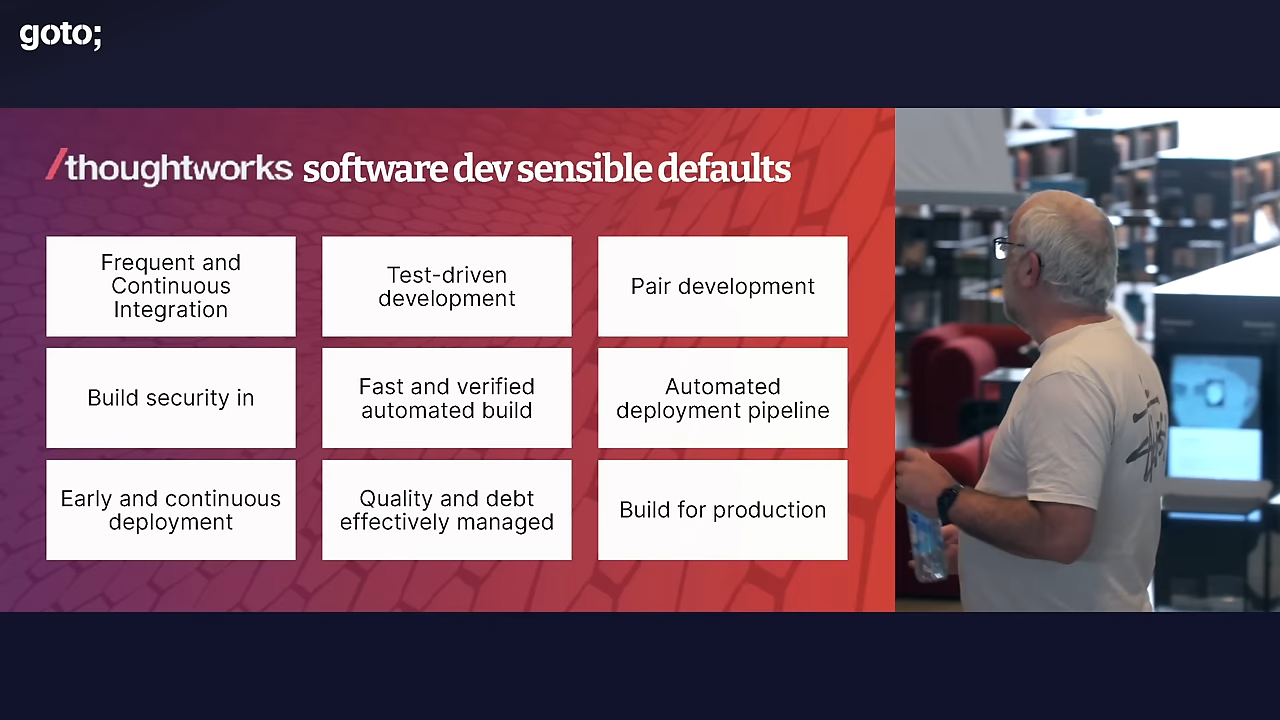 goto;
/thoughtworks software dev sensible defaults
Frequent and
Continuous
Integration
Test-driven
development
Pair development
Build security in
Fast and verified
automated build
Automated
deployment pipeline
Early and continuous
deployment
Quality and debt
effectively managed
Build for production